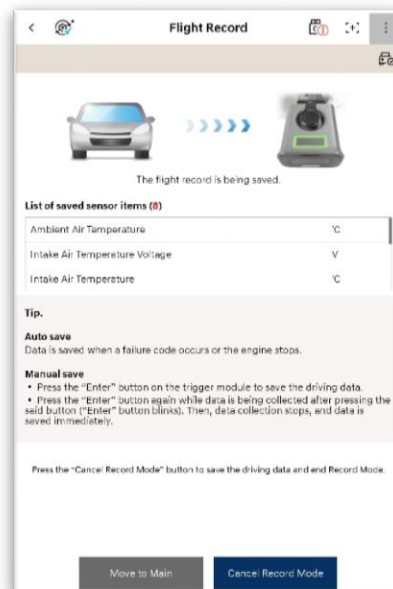 Flight Record
The flight record is being saved.
List of saved sensor items (8)
Ambient Air Temperature ℃
Intake Air Temperature Voltage V
Intake Air Temperature ℃
Tip.
Auto save
Data is saved when a failure code occurs or the engine stops.
Manual save
• Press the "Enter" button on the trigger module to save the driving data.
• Press the "Enter" button again while data is being collected after pressing the
said button ("Enter" button blinks). Then, data collection stops, and data is
saved immediately.
Press the "Cancel Record Mode" button to save the driving data and end Record Mode.
Move to Main
Cancel Record Mode